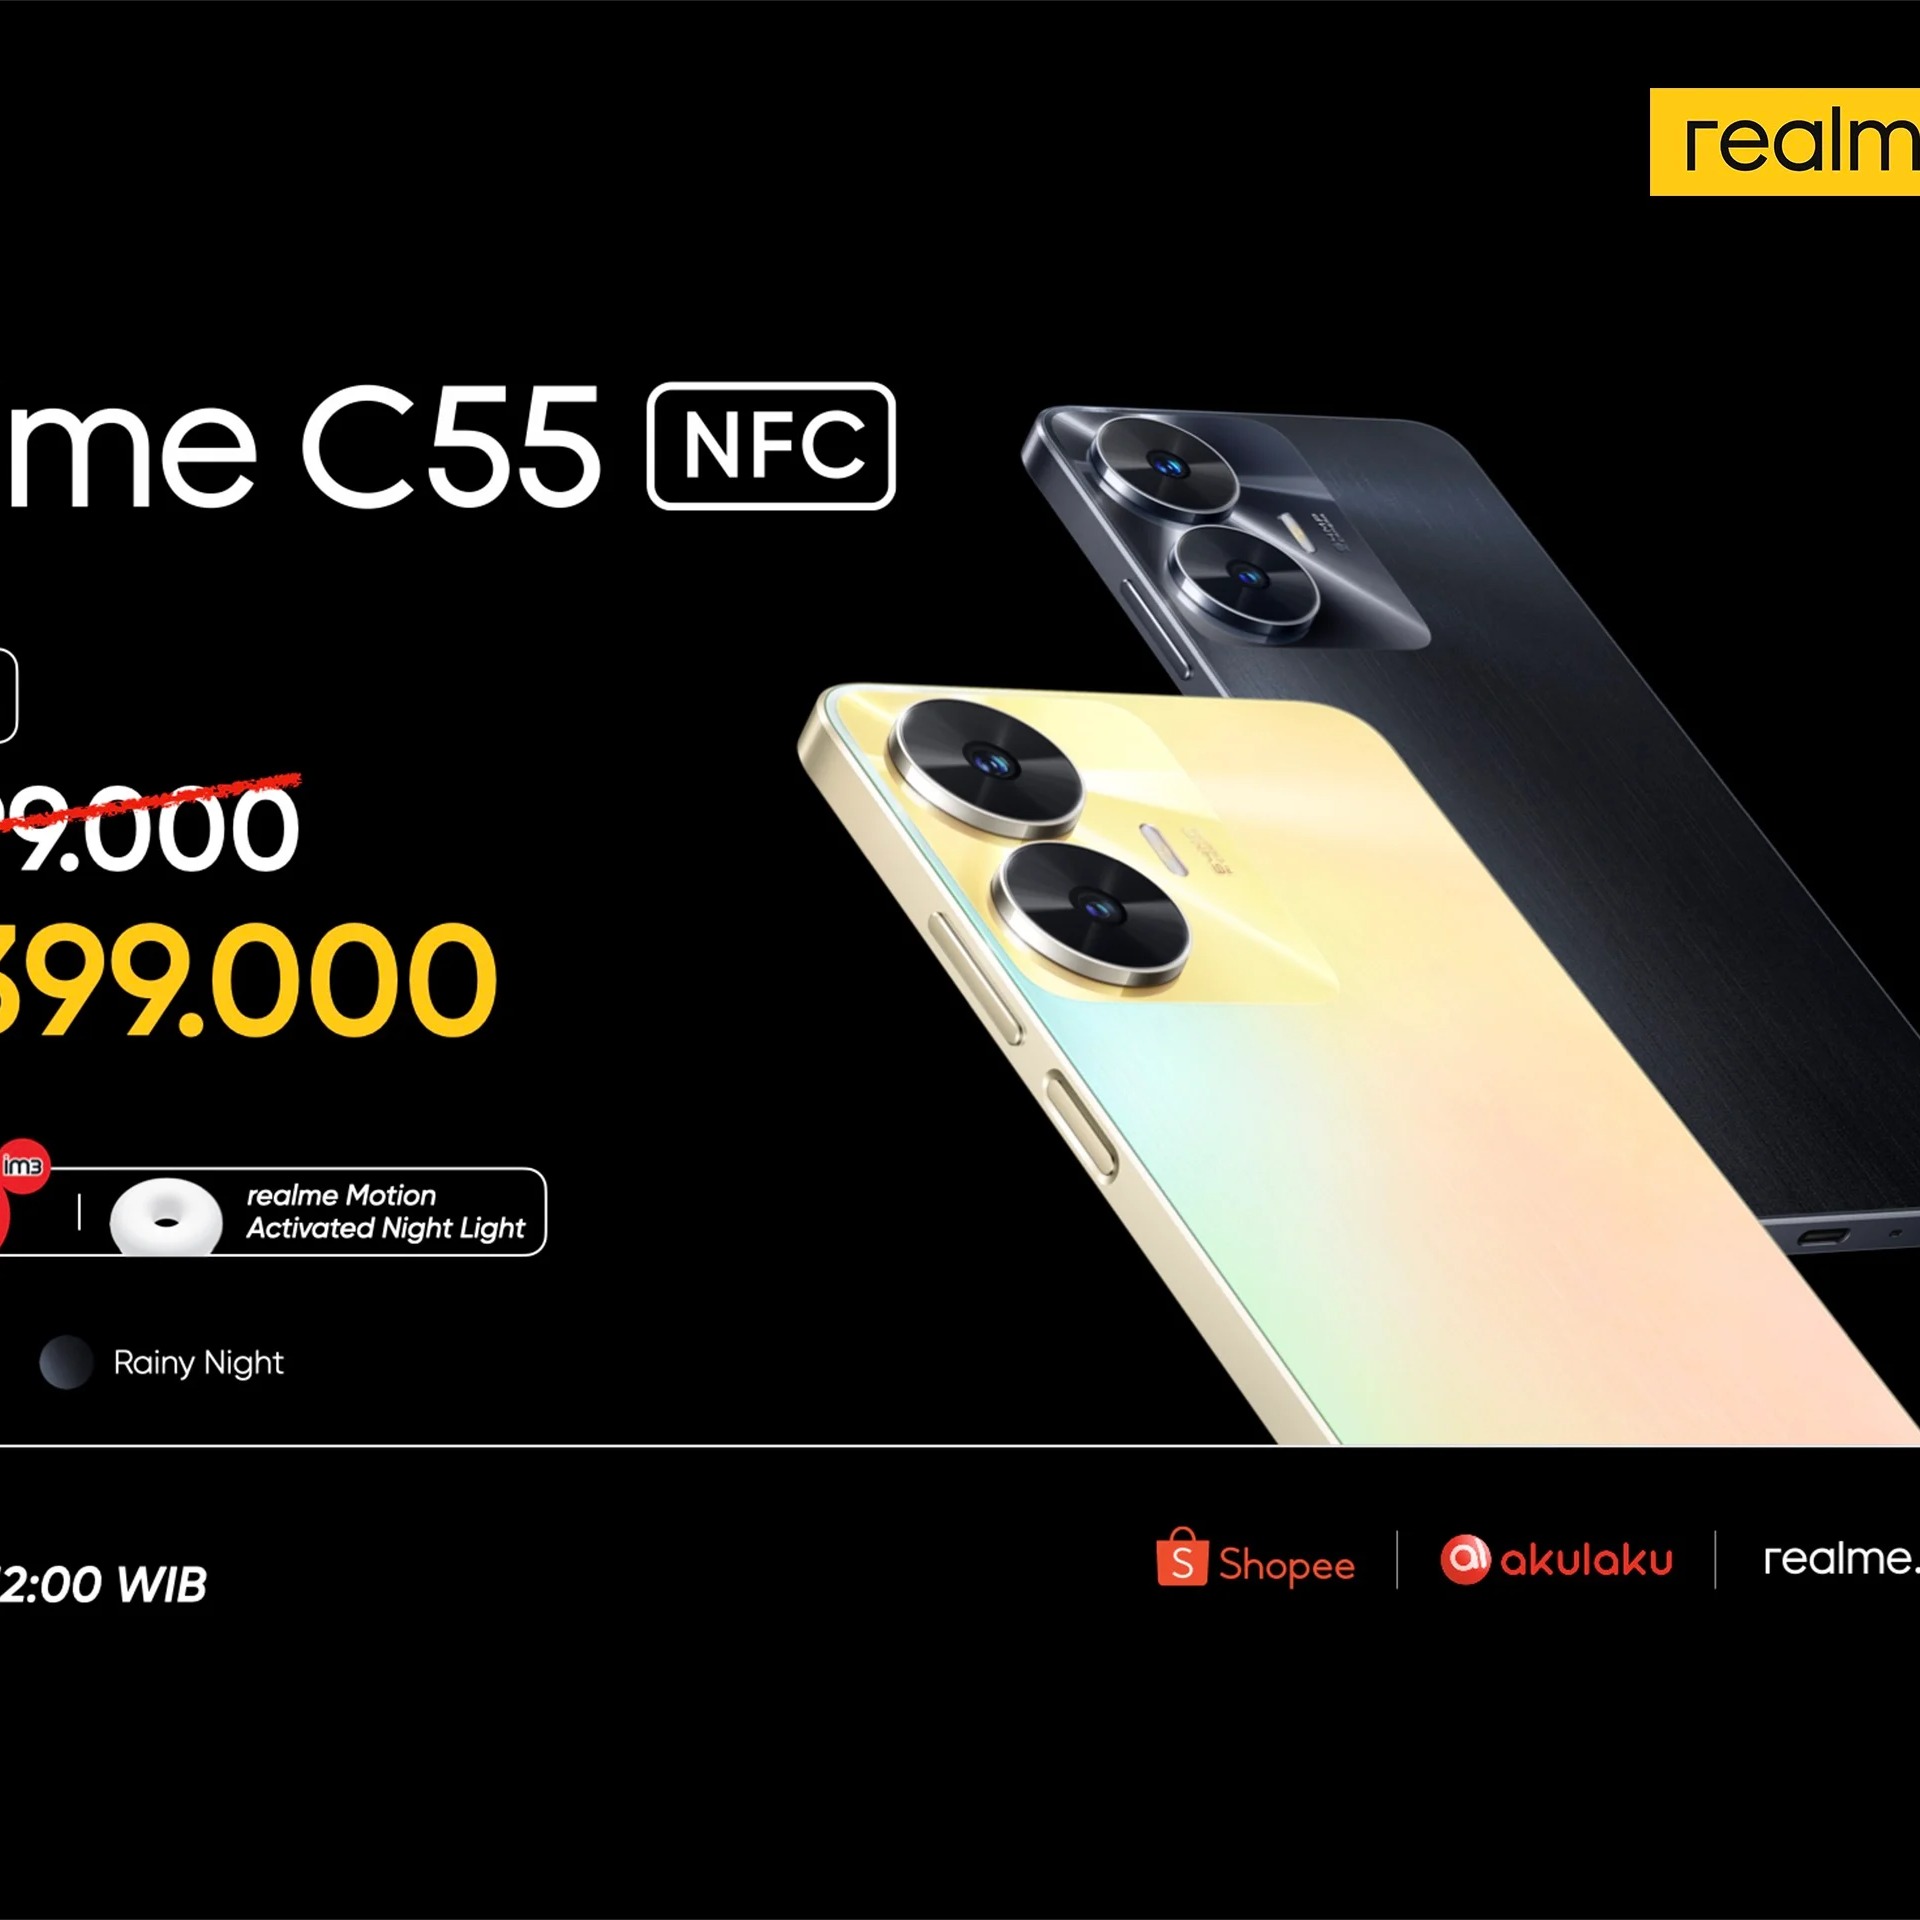 realm
me C55 NFC
9.000
399.000
im3
realme Motion
Activated Night Light
Rainy Night
2:00 WIB
Shopee
akulaku
realme.